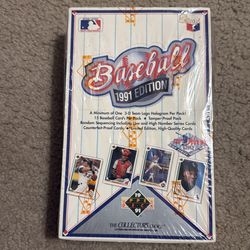 Baseball
1991 EDITION
A Minimum of One 3-D Team Logo Hologram Per Pack!
15 Baseball Cards Per Pack • Tamper-Proof Pack
Random Sequencing Includes Low and High Number Series Cards
Counterfeit-Proof Cards • Limited Edition, High-Quality Cards
91
THE COLLECTOR'S CHOICE